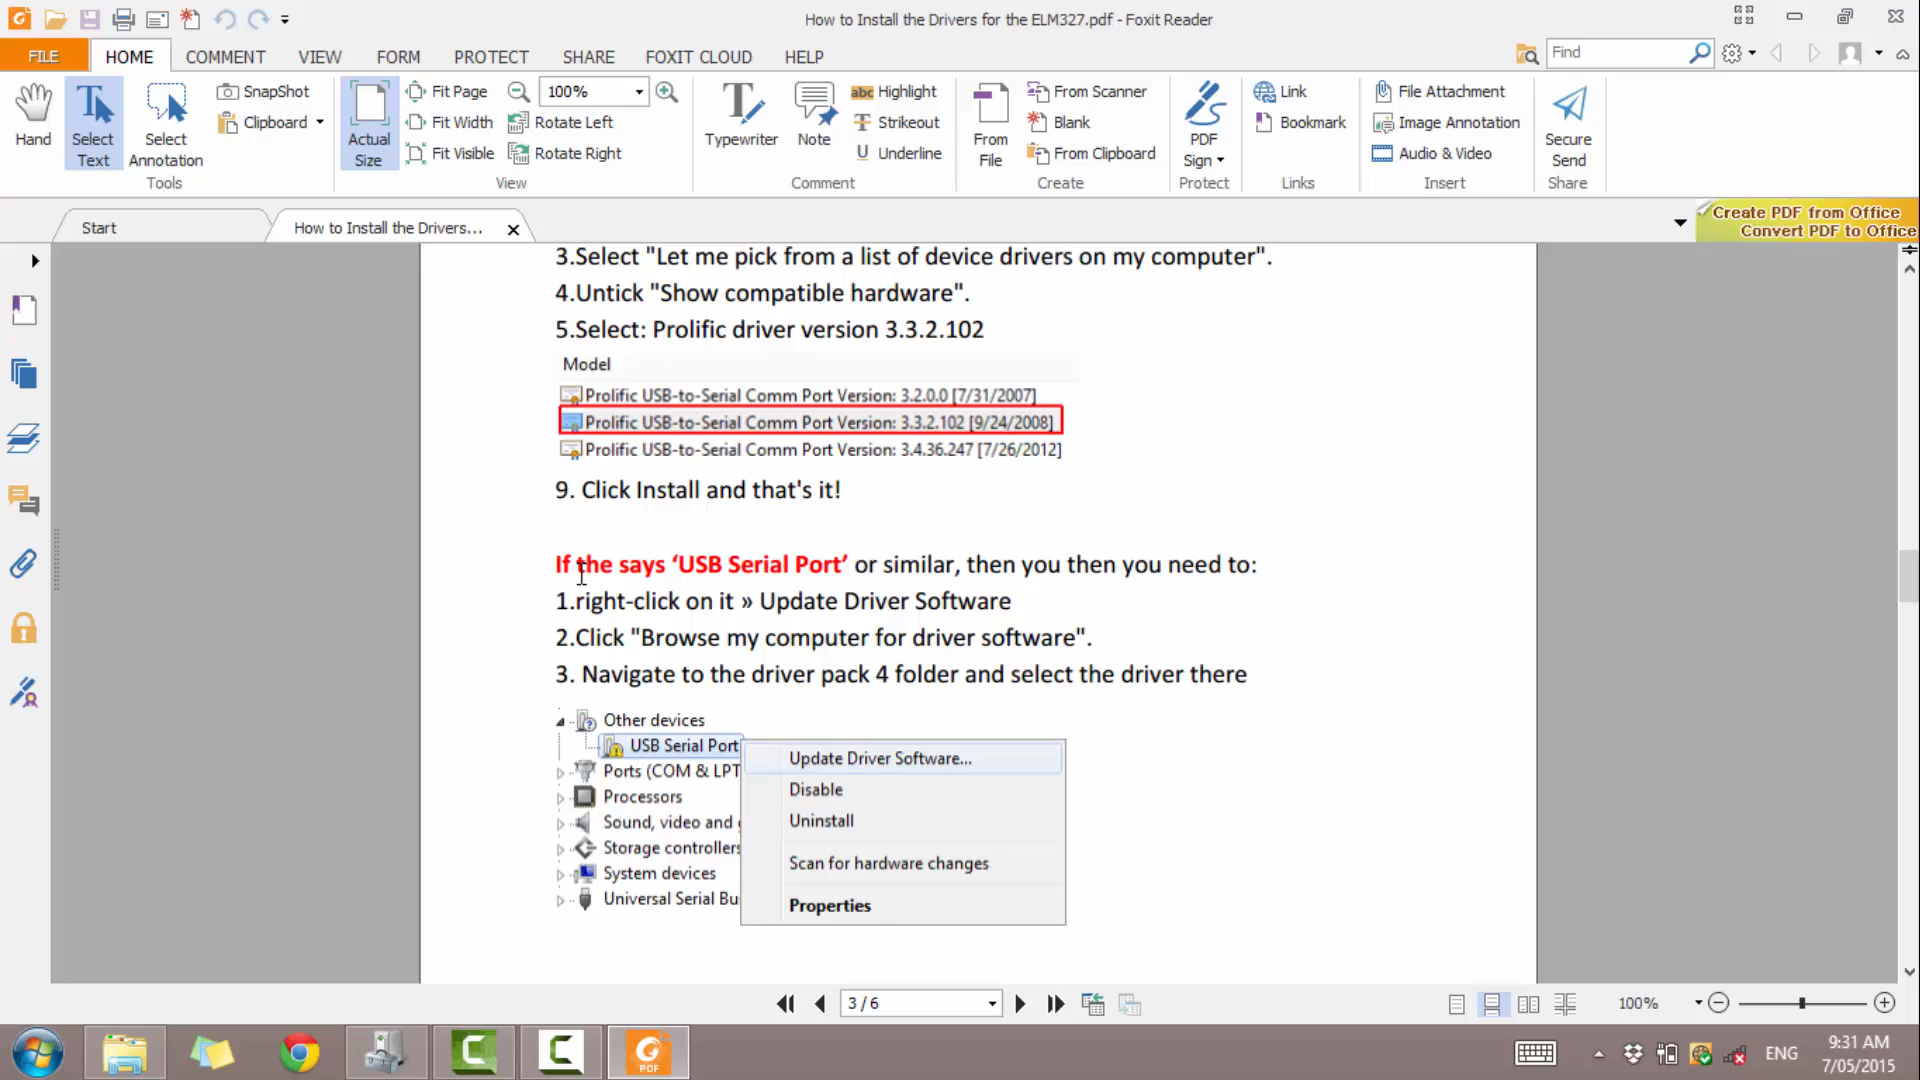 How to Install the Drivers for the ELM327.pdf - Foxit Reader
FILE HOME COMMENT VIEW FORM PROTECT SHARE FOXIT CLOUD HELP Find
Hand
Select Text
Select Annotation
SnapShot
Clipboard
Tools
Actual Size
Fit Page
Fit Width
Fit Visible
100%
Rotate Left
Rotate Right
View
Typewriter
Note
abc Highlight
Strikeout
Underline
Comment
From File
From Scanner
Blank
From Clipboard
Create
PDF Sign
Protect
Link
Bookmark
Links
File Attachment
Image Annotation
Audio & Video
Insert
Secure Send
Share
Start
How to Install the Drivers...
Create PDF from Office
Convert PDF to Office
3.Select "Let me pick from a list of device drivers on my computer".
4.Untick "Show compatible hardware".
5.Select: Prolific driver version 3.3.2.102
Model
Prolific USB-to-Serial Comm Port Version: 3.2.0.0 [7/31/2007]
Prolific USB-to-Serial Comm Port Version: 3.3.2.102 [9/24/2008]
Prolific USB-to-Serial Comm Port Version: 3.4.36.247 [7/26/2012]
9. Click Install and that's it!
If the says ‘USB Serial Port’ or similar, then you then you need to:
1.right-click on it » Update Driver Software
2.Click "Browse my computer for driver software".
3. Navigate to the driver pack 4 folder and select the driver there
Other devices
USB Serial Port
Ports (COM & LPT
Processors
Sound, video and
Storage controllers
System devices
Universal Serial Bu
Update Driver Software...
Disable
Uninstall
Scan for hardware changes
Properties
3 / 6
100%
PDF
ENG
9:31 AM
7/05/2015